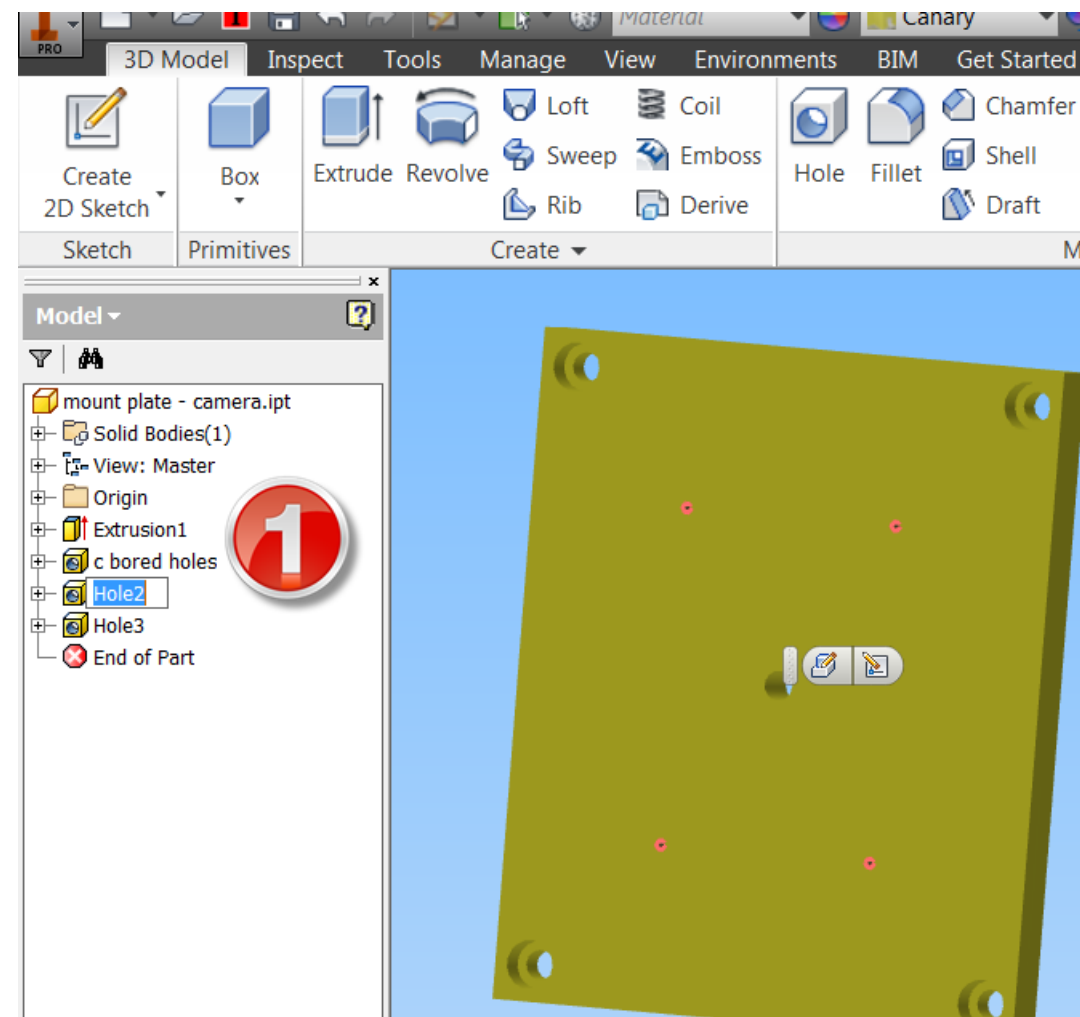 Material Canary
PRO
3D Model Inspect Tools Manage View Environments BIM Get Started
Loft Coil Chamfer
Create 2D Sketch Box Extrude Revolve Sweep Emboss Hole Fillet Shell
Rib Derive Draft
Sketch Primitives Create M
x
Model
?
mount plate - camera.ipt
Solid Bodies(1)
View: Master
Origin
Extrusion1
1
c bored holes
Hole2
Hole3
End of Part